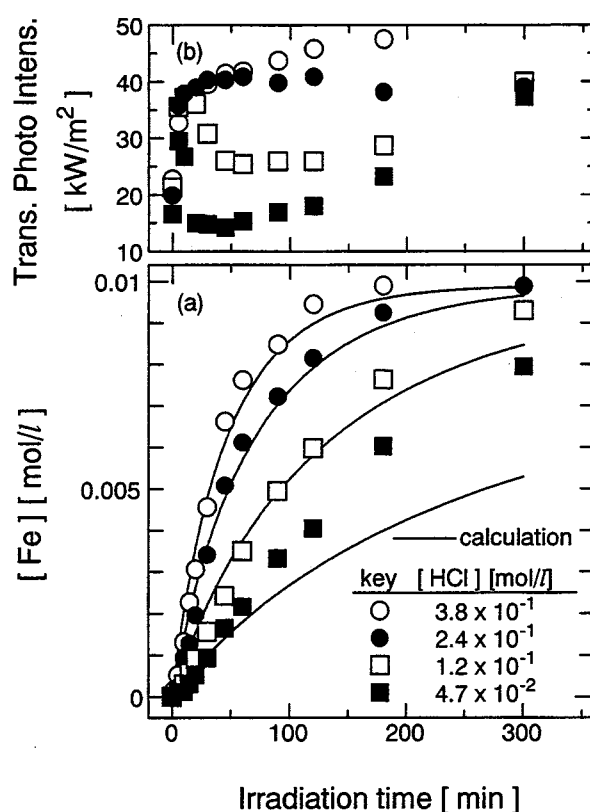 Trans. Photo Intens.
[ kW/m² ]
50
40
30
20
10
(b)
0.01
0.005
0
(a)
[ Fe ] [ mol/l ]
calculation
key [ HCl ] [mol/l]
3.8 x 10⁻¹
2.4 x 10⁻¹
1.2 x 10⁻¹
4.7 x 10⁻²
0 100 200 300
Irradiation time [ min ]